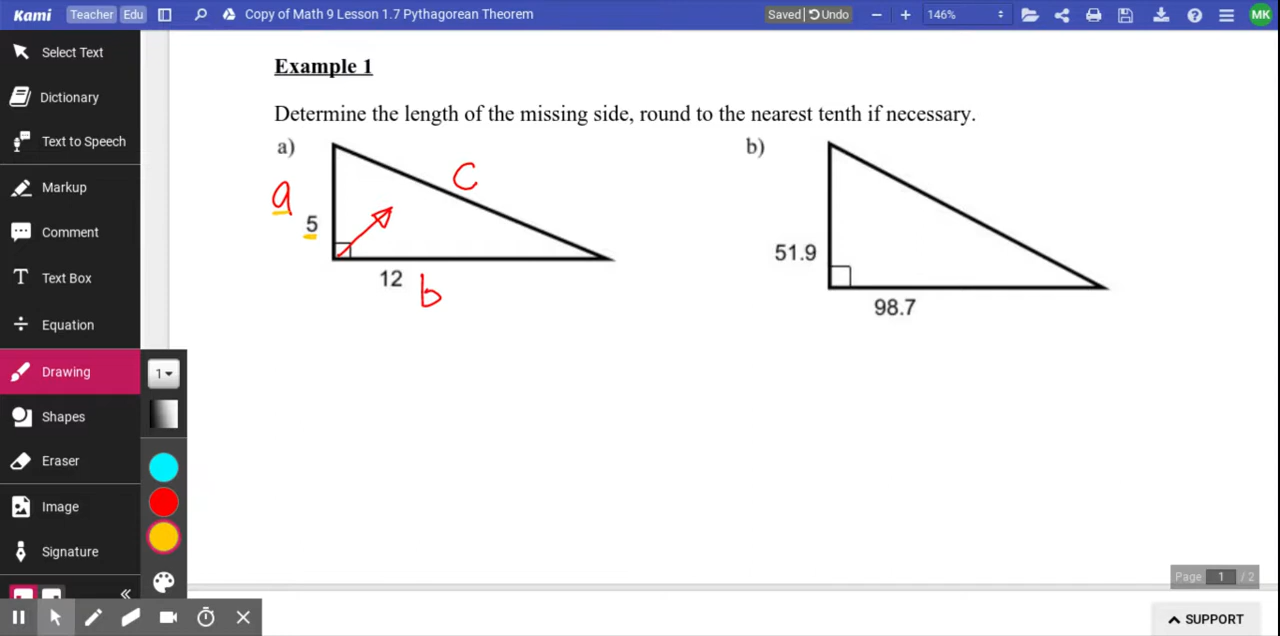 Kami Teacher Edu Copy of Math 9 Lesson 1.7 Pythagorean Theorem Saved Undo − + 146% MK
Select Text
Dictionary
Text to Speech
Markup
Comment
Text Box
Equation
Drawing
1
Shapes
Eraser
Image
Signature
«
Example 1
Determine the length of the missing side, round to the nearest tenth if necessary.
a)
c
a
5
12
b
b)
51.9
98.7
Page 1 / 2
SUPPORT